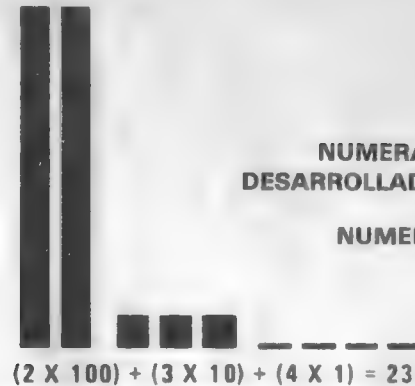 NUMERA
DESARROLLAD
NUMER
(2 X 100) + (3 X 10) + (4 X 1) = 23